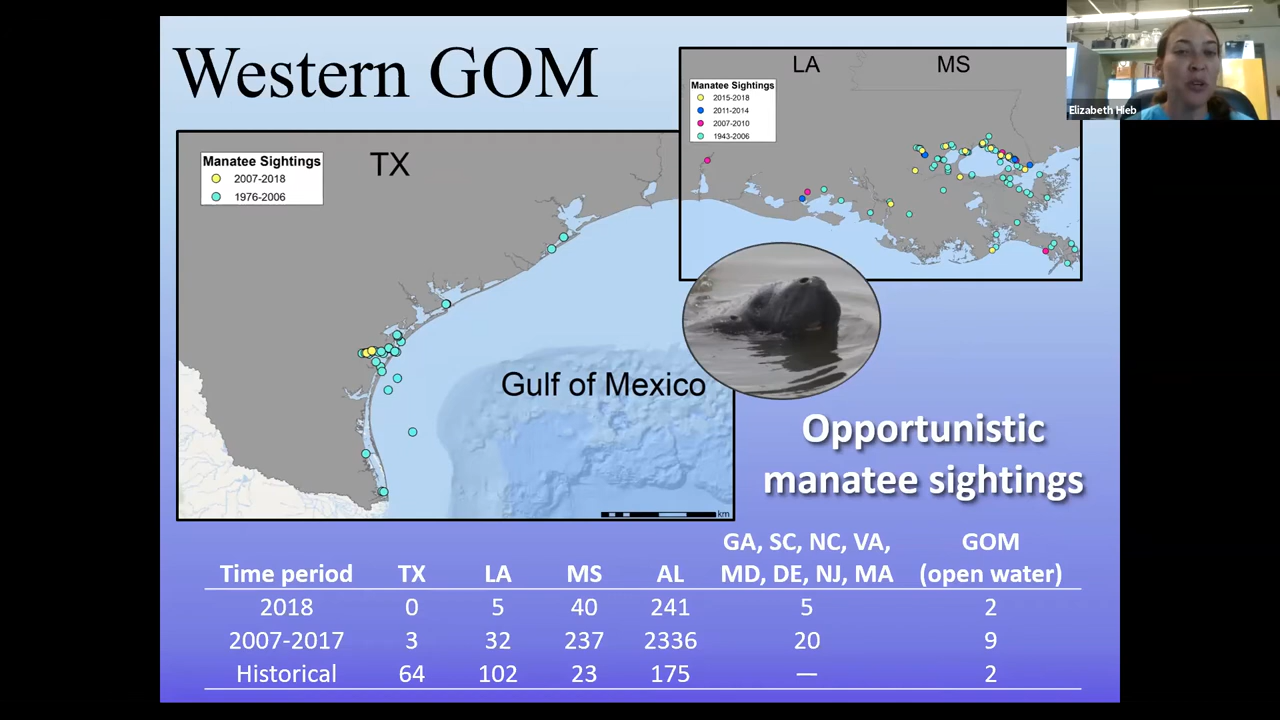 Western GOM
LA
MS
Manatee Sightings
2015-2018
2011-2014
2007-2010
1943-2006
Elizabeth Hieb
TX
Manatee Sightings
2007-2018
1976-2006
Gulf of Mexico
km
Opportunistic
manatee sightings
GA, SC, NC, VA, GOM
Time period TX LA MS AL MD, DE, NJ, MA (open water)
2018 0 5 40 241 5 2
2007-2017 3 32 237 2336 20 9
Historical 64 102 23 175 — 2